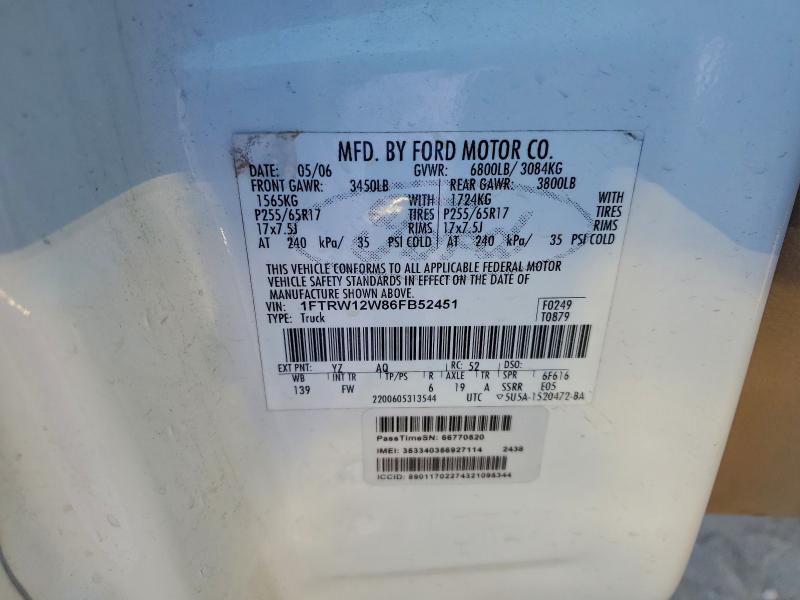 MFD. BY FORD MOTOR CO.
DATE: 05/06 GVWR: 6800LB/ 3084KG
FRONT GAWR: 3450LB REAR GAWR: 3800LB
1565KG WITH 1724KG WITH
P255/65R17 TIRES P255/65R17 TIRES
17x7.5J RIMS 17x7.5J RIMS
AT 240 kPa/ 35 PSI COLD AT 240 kPa/ 35 PSI COLD
THIS VEHICLE CONFORMS TO ALL APPLICABLE FEDERAL MOTOR
VEHICLE SAFETY STANDARDS IN EFFECT ON THE DATE OF
MANUFACTURE SHOWN ABOVE.
VIN: 1FTRW12W86FB52451 F0249
TYPE: Truck T0879
EXT PNT: YZ AQ RC: 52 DSO:
WB INT TR TP/PS R AXLE TR SPR 6F616
139 FW 6 19 A SSRR E05
2200605313544 UTC ▽5U5A-1520472-BA
PassTimeSN: 66770820
IMEI: 353340356927114 2438
ICCID: 89011702274321095344